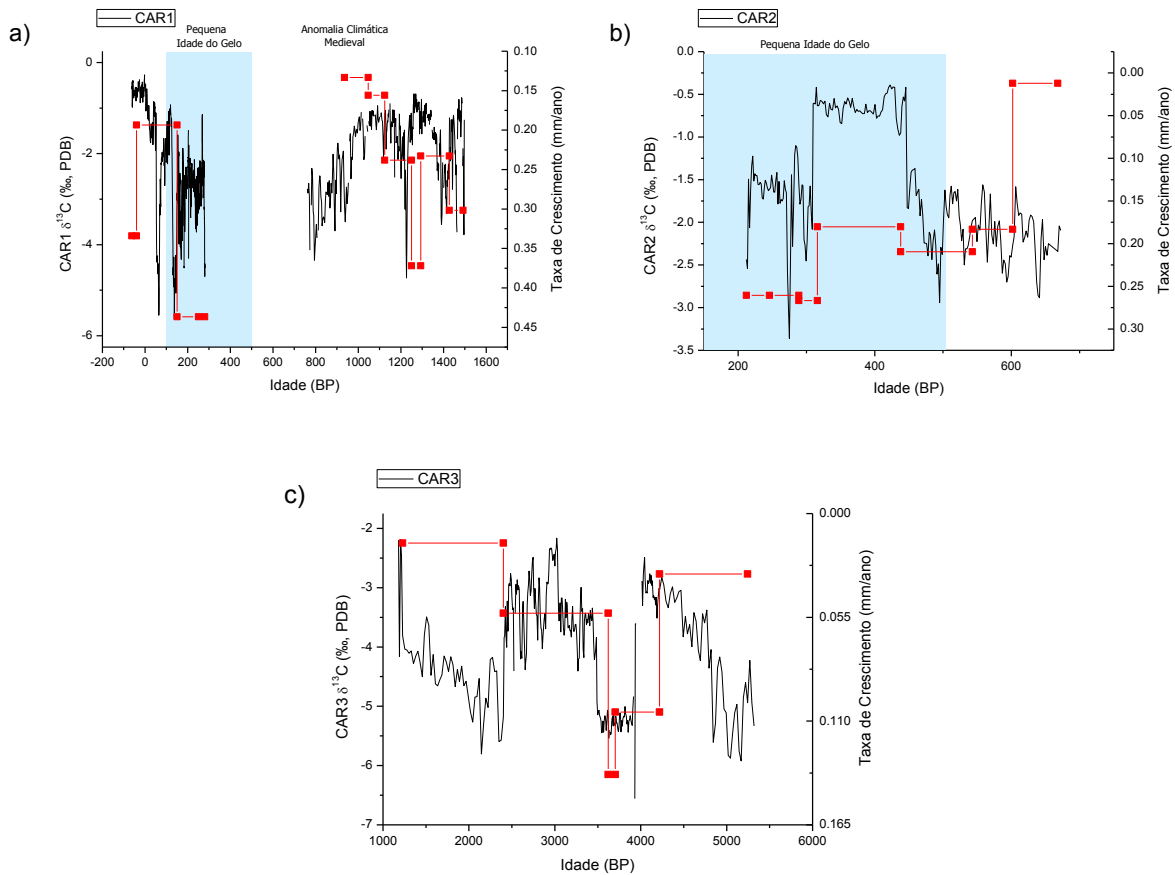 a)
CAR1
Pequena
Idade do Gelo
Anomalia Climática
Medieval
CAR1 δ¹³C (‰, PDB)
0
-2
-4
-6
-200 0 200 400 600 800 1000 1200 1400 1600
Idade (BP)
0.10
0.15
0.20
0.25
0.30
0.35
0.40
0.45
Taxa de Crescimento (mm/ano)
b)
CAR2
Pequena Idade do Gelo
CAR2 δ¹³C (‰, PDB)
0.0
-0.5
-1.0
-1.5
-2.0
-2.5
-3.0
-3.5
200 400 600
Idade (BP)
0.00
0.05
0.10
0.15
0.20
0.25
0.30
Taxa de Crescimento (mm/ano)
c)
CAR3
CAR3 δ¹³C (‰, PDB)
-2
-3
-4
-5
-6
-7
1000 2000 3000 4000 5000 6000
Idade (BP)
0.000
0.055
0.110
0.165
Taxa de Crescimento (mm/ano)